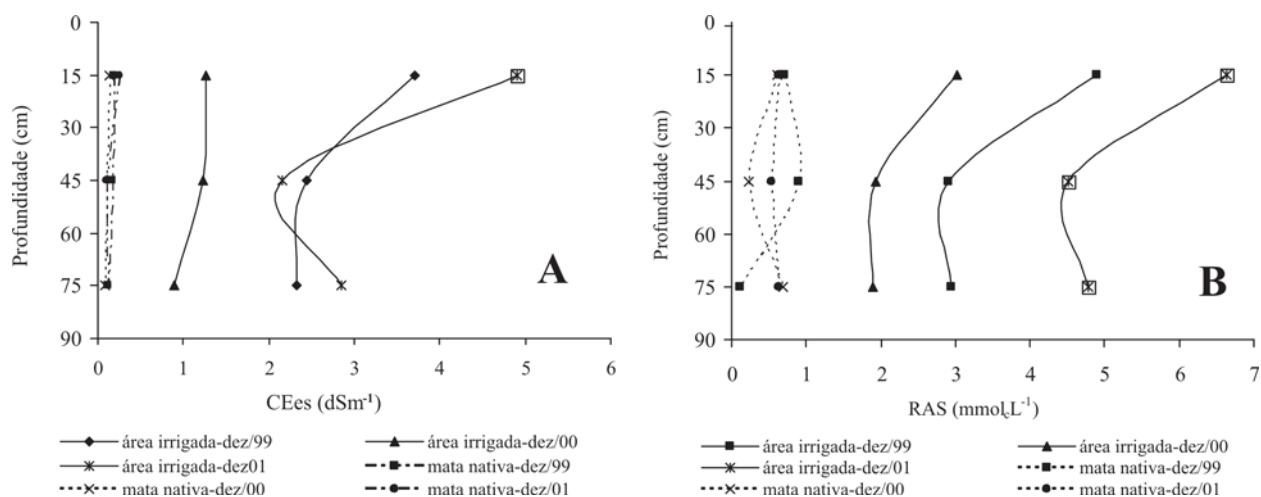 0
15
30
45
60
75
90
Profundidade (cm)
A
0 1 2 3 4 5 6
CEes (dSm⁻¹)
área irrigada-dez/99
área irrigada-dez/00
área irrigada-dez01
mata nativa-dez/99
mata nativa-dez/00
mata nativa-dez/01
0
15
30
45
60
75
90
Profundidade (cm)
B
0 1 2 3 4 5 6 7
RAS (mmol꜀L⁻¹)
área irrigada-dez/99
área irrigada-dez/00
área irrigada-dez/01
mata nativa-dez/99
mata nativa-dez/00
mata nativa-dez/01